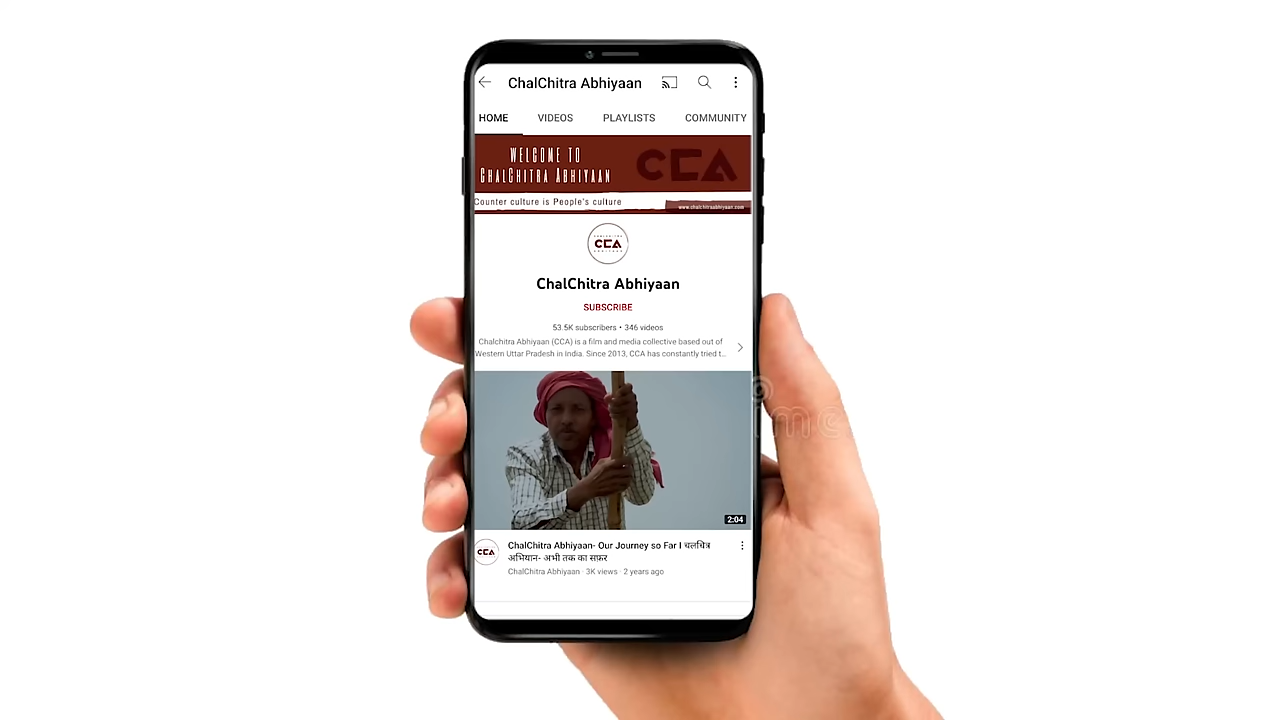 ChalChitra Abhiyaan
HOME VIDEOS PLAYLISTS COMMUNITY
WELCOME TO
CHALCHITRA ABHIYAAN
CCA
Counter culture is People's culture
www.chalchitraabhiyaan.com
CCA
ChalChitra Abhiyaan
SUBSCRIBE
53.5K subscribers • 346 videos
Chalchitra Abhiyaan (CCA) is a film and media collective based out of
Western Uttar Pradesh in India. Since 2013, CCA has constantly tried t...
2:04
CCA
ChalChitra Abhiyaan- Our Journey so Far I चलचित्र
अभियान- अभी तक का सफ़र
ChalChitra Abhiyaan · 3K views · 2 years ago